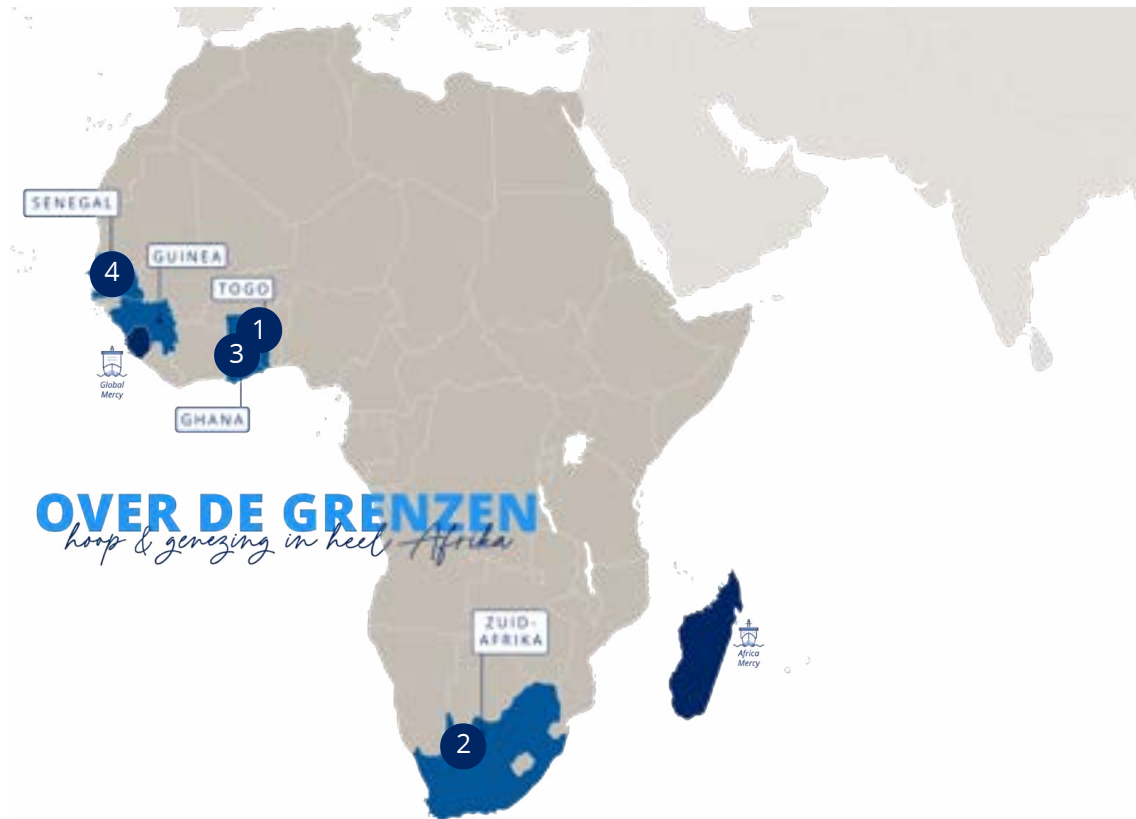 SENEGAL
GUINEA
4
TOGO
1
3
Global
Mercy
GHANA
OVER DE GRENZEN
hoop & genezing in heel Afrika
ZUID-
AFRIKA
Africa
Mercy
2